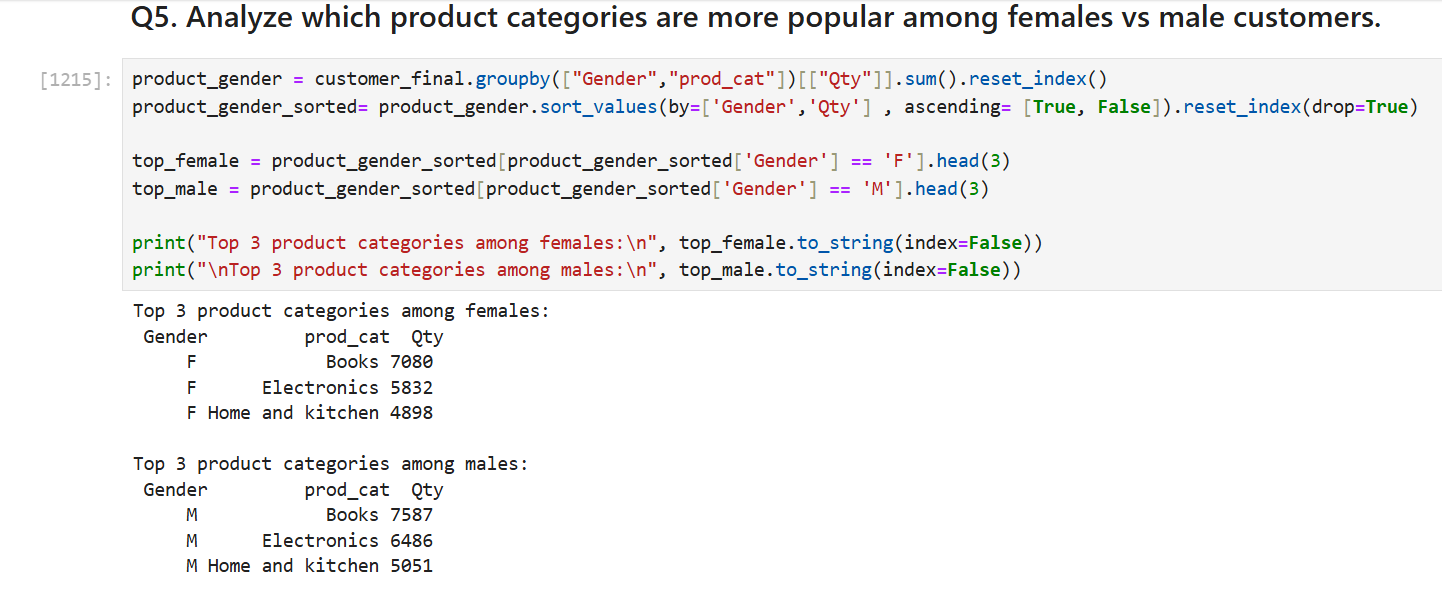 Q5. Analyze which product categories are more popular among females vs male customers.
[1215]:
product_gender = customer_final.groupby(["Gender","prod_cat"])[["Qty"]].sum().reset_index()
product_gender_sorted= product_gender.sort_values(by=['Gender','Qty'] , ascending= [True, False]).reset_index(drop=True)
top_female = product_gender_sorted[product_gender_sorted['Gender'] == 'F'].head(3)
top_male = product_gender_sorted[product_gender_sorted['Gender'] == 'M'].head(3)
print("Top 3 product categories among females:\n", top_female.to_string(index=False))
print("\nTop 3 product categories among males:\n", top_male.to_string(index=False))
Top 3 product categories among females:
Gender prod_cat Qty
F Books 7080
F Electronics 5832
F Home and kitchen 4898
Top 3 product categories among males:
Gender prod_cat Qty
M Books 7587
M Electronics 6486
M Home and kitchen 5051